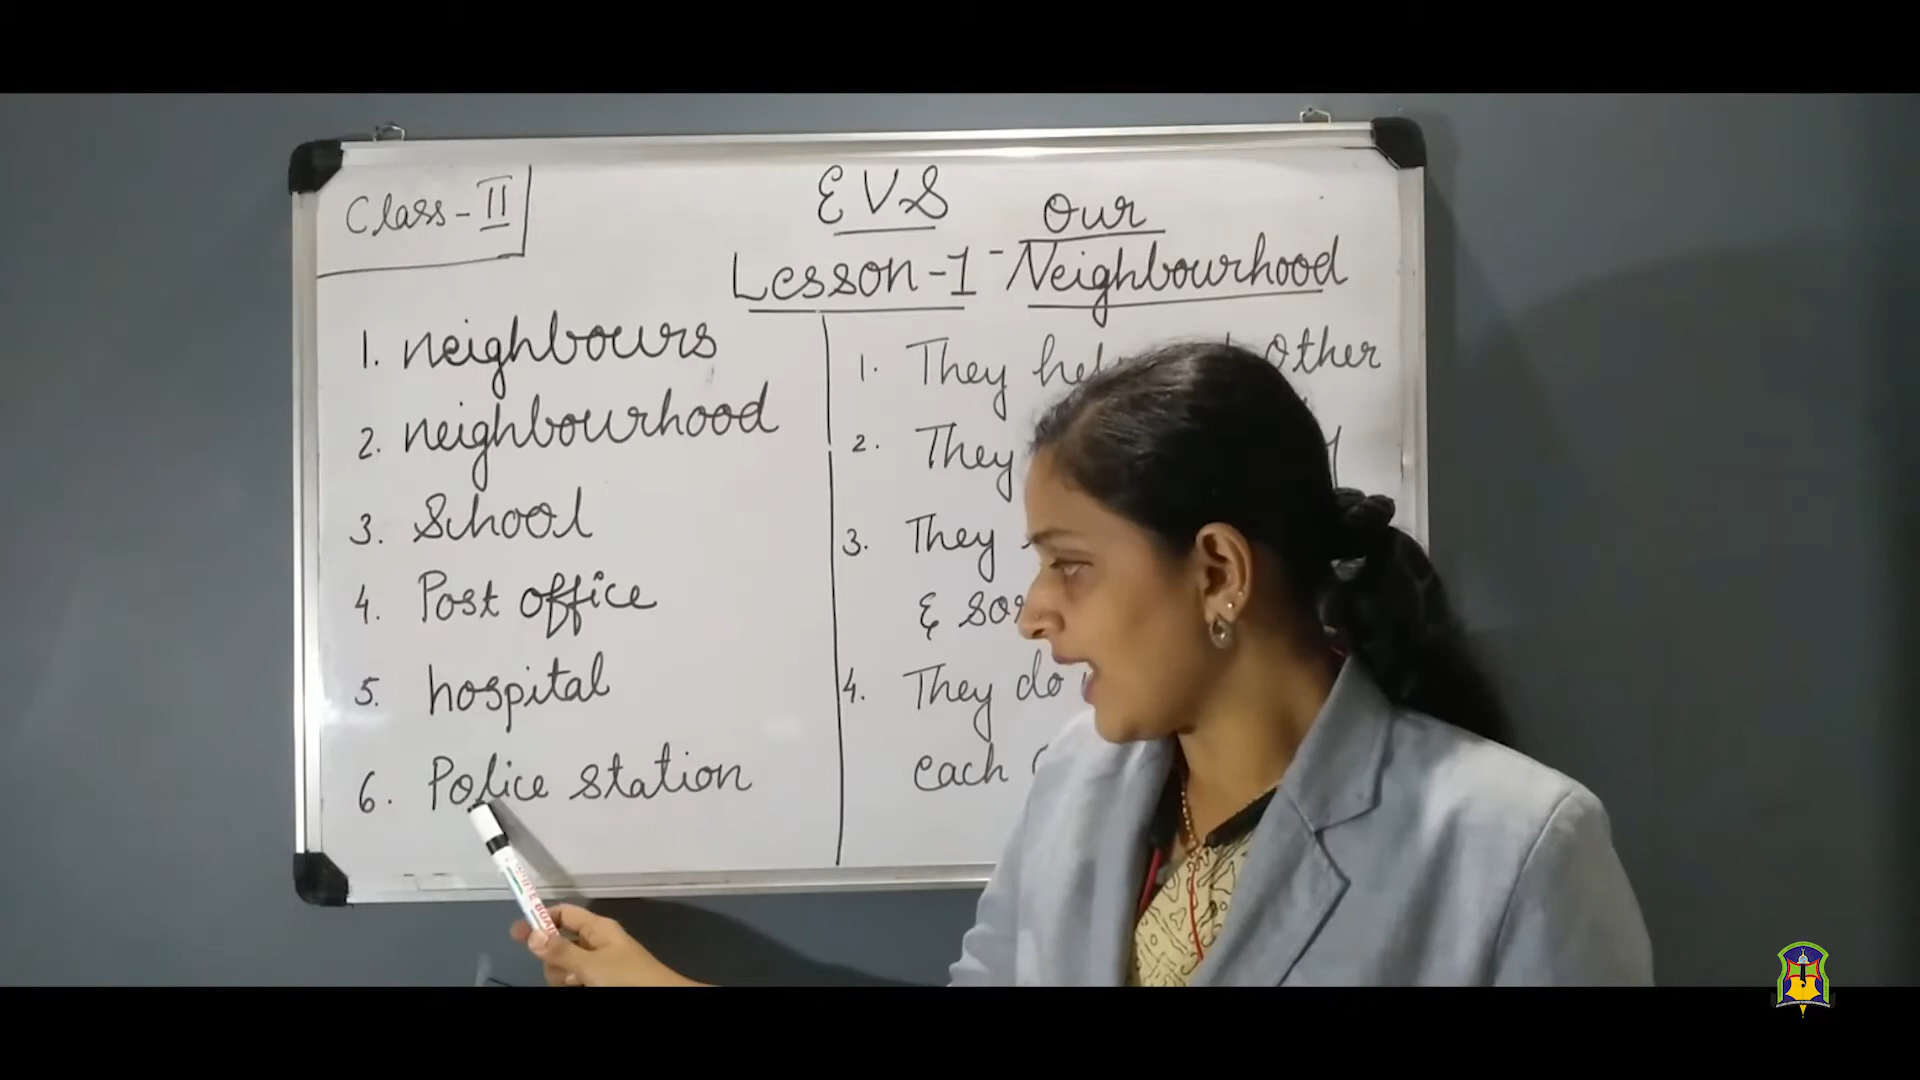 Class-II
EVS
Lesson-1 - Our Neighbourhood
1. neighbours
2. neighbourhood
3. School
4. Post office
5. hospital
6. Police station
1. They other
2. They
3. They
&
4. They do
each